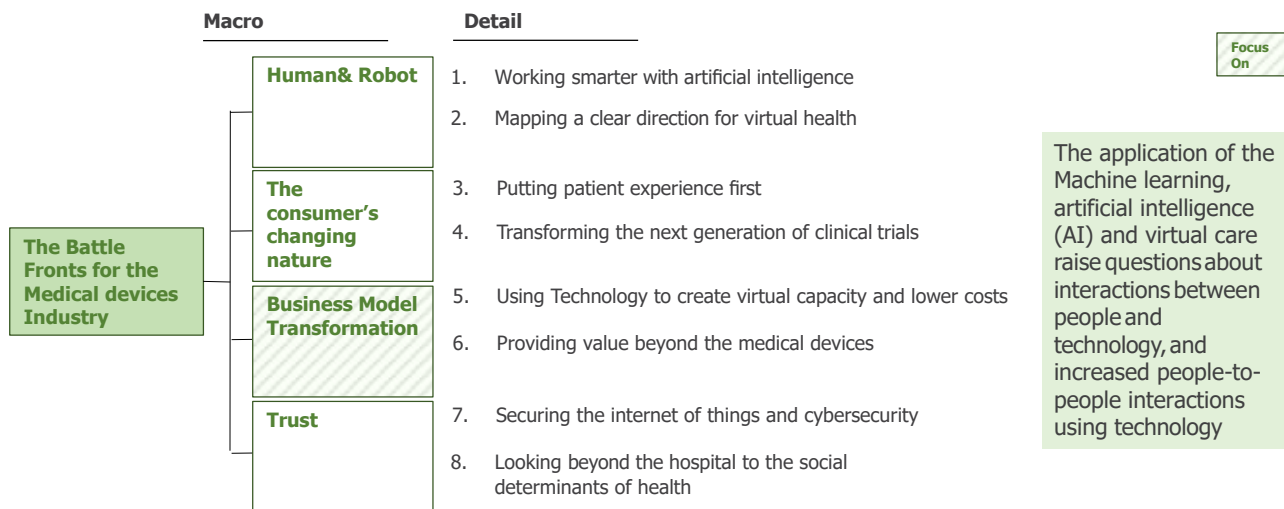 Macro
Detail
Focus
On
The Battle
Fronts for the
Medical devices
Industry
Human& Robot
1. Working smarter with artificial intelligence
2. Mapping a clear direction for virtual health
The
consumer’s
changing
nature
3. Putting patient experience first
4. Transforming the next generation of clinical trials
Business Model
Transformation
5. Using Technology to create virtual capacity and lower costs
6. Providing value beyond the medical devices
Trust
7. Securing the internet of things and cybersecurity
8. Looking beyond the hospital to the social
determinants of health
The application of the
Machine learning,
artificial intelligence
(AI) and virtual care
raise questions about
interactions between
people and
technology, and
increased people-to-
people interactions
using technology